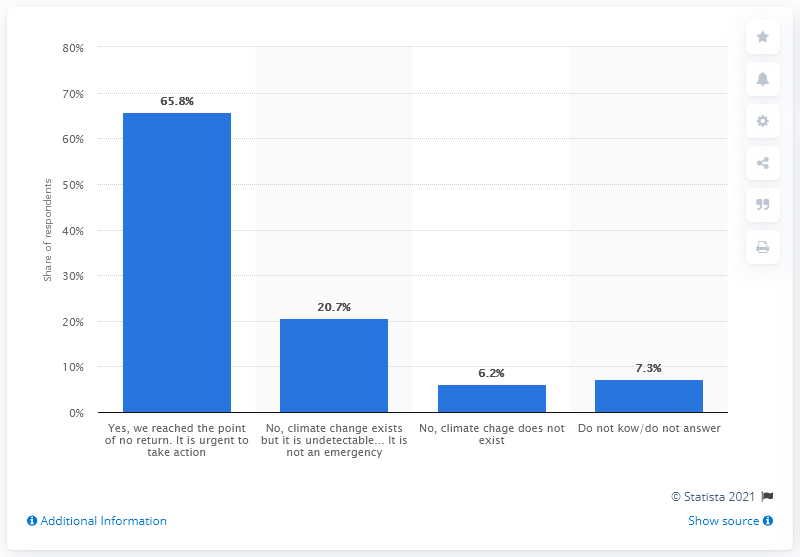 80%
70%
60%
50%
40%
30%
20%
10%
0%
Share of respondents
65.8%
20.7%
6.2%
7.3%
Yes, we reached the point
of no return. It is urgent to
take action
No, climate change exists
but it is undetectable... It is
not an emergency
No, climate chage does not
exist
Do not kow/do not answer
© Statista 2021
Additional Information
Show source